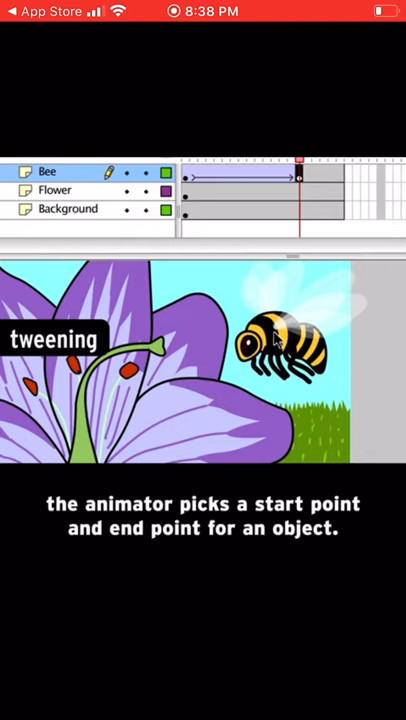 App Store 8:38 PM
Bee
Flower
Background
tweening
the animator picks a start point
and end point for an object.